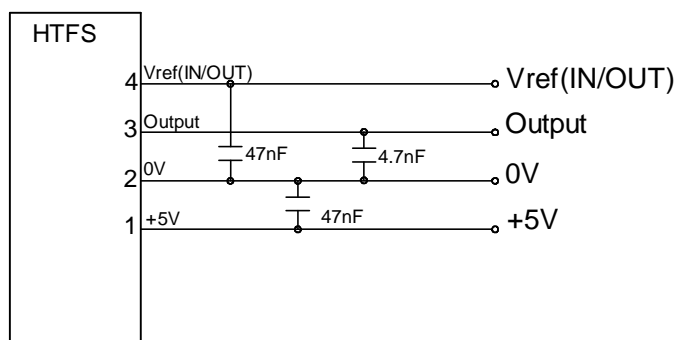 HTFS
4 Vref(IN/OUT) Vref(IN/OUT)
3 Output Output
47nF 4.7nF
2 0V 0V
47nF
1 +5V +5V